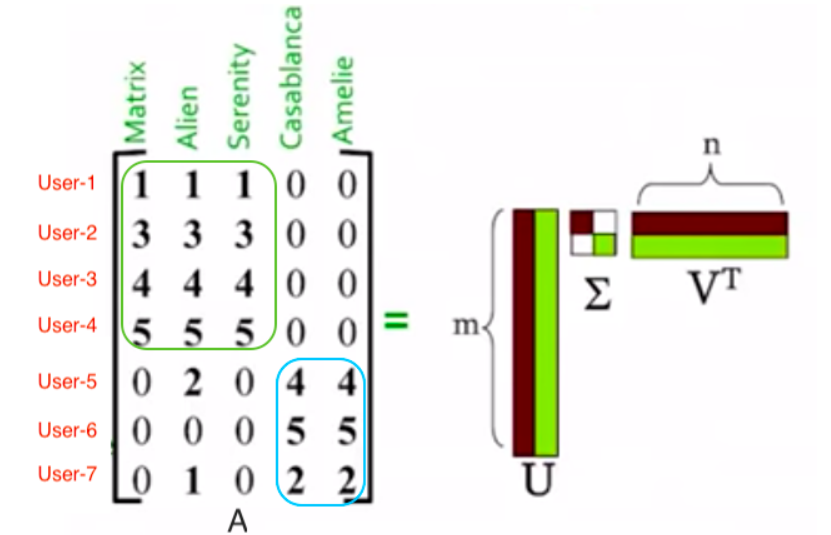 Matrix Alien Serenity Casablanca Amelie
User-1 1 1 1 0 0
User-2 3 3 3 0 0
User-3 4 4 4 0 0
User-4 5 5 5 0 0
User-5 0 2 0 4 4
User-6 0 0 0 5 5
User-7 0 1 0 2 2
A
=
m
U
Σ
n
Vᵀ